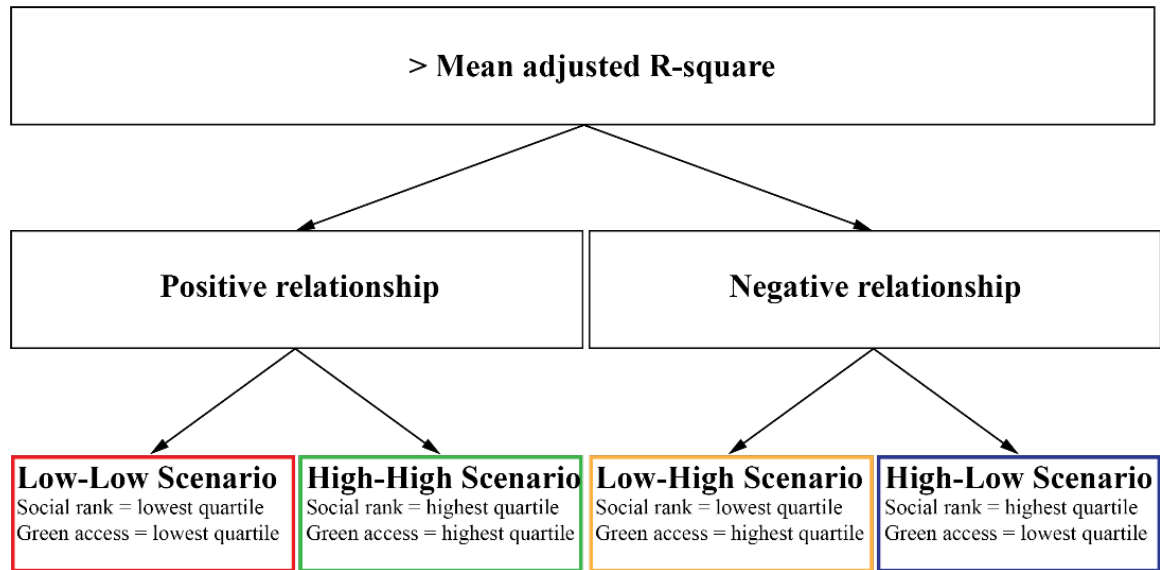 > Mean adjusted R-square
Positive relationship
Negative relationship
Low-Low Scenario
Social rank = lowest quartile
Green access = lowest quartile
High-High Scenario
Social rank = highest quartile
Green access = highest quartile
Low-High Scenario
Social rank = lowest quartile
Green access = highest quartile
High-Low Scenario
Social rank = highest quartile
Green access = lowest quartile